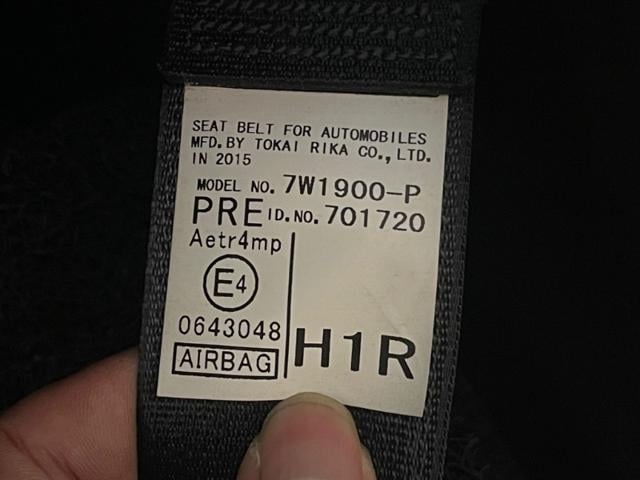 SEAT BELT FOR AUTOMOBILES
MFD. BY TOKAI RIKA CO., LTD.
IN 2015
MODEL NO. 7W1900-P
PRE ID.NO. 701720
Aetr4mp
E4
0643048
AIRBAG
H1R